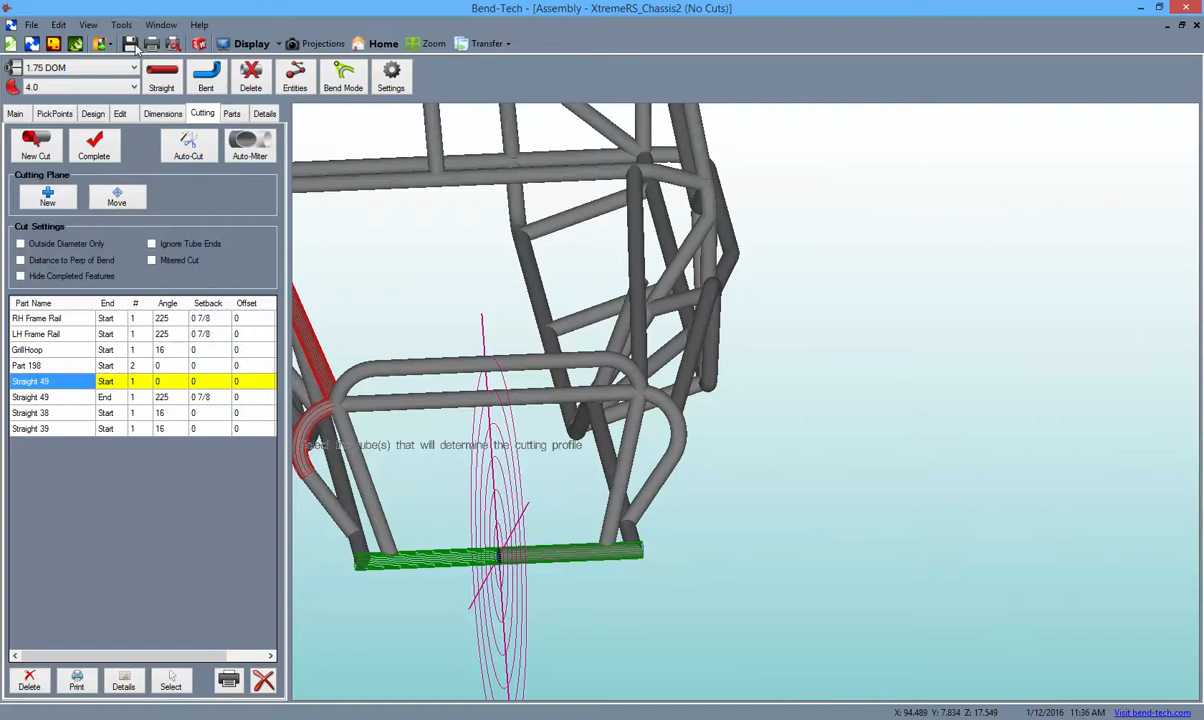 Bend-Tech - [Assembly - XtremeRS_Chassis2 (No Cuts)]
File Edit View Tools Window Help
Display Projections Home Zoom Transfer
1.75 DOM
4.0
Straight Bent Delete Entities Bend Mode Settings
Main PickPoints Design Edit Dimensions Cutting Parts Details
New Cut Complete Auto-Cut Auto-Miter
Cutting Plane
New Move
Cut Settings
Outside Diameter Only Ignore Tube Ends
Distance to Perp of Bend Mitered Cut
Hide Completed Features
Part Name End # Angle Setback Offset
RH Frame Rail Start 1 225 0 7/8 0
LH Frame Rail Start 1 225 0 7/8 0
GrillHoop Start 1 16 0 0
Part 198 Start 2 0 0 0
Straight 49 Start 1 0 0 0
Straight 49 End 1 225 0 7/8 0
Straight 38 Start 1 16 0 0
Straight 39 Start 1 16 0 0
tube(s) that will determine the cutting profile
Delete Print Details Select
X: 94.489 Y: 7.834 Z: 17.549 1/12/2016 11:36 AM Visit bend-tech.com